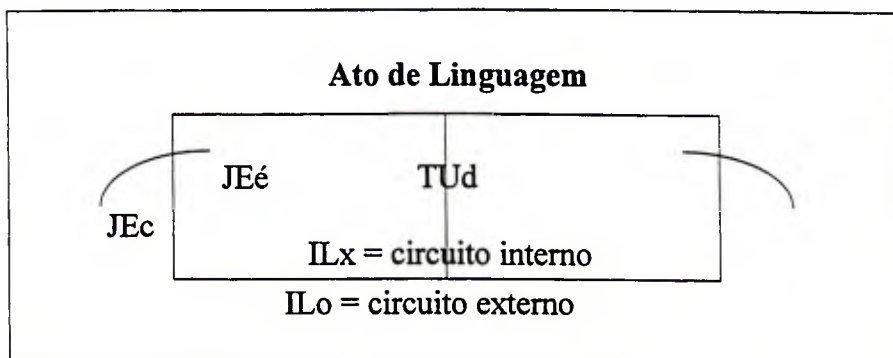 Ato de Linguagem
JEé TUd
JEc
ILx = circuito interno
ILo = circuito externo